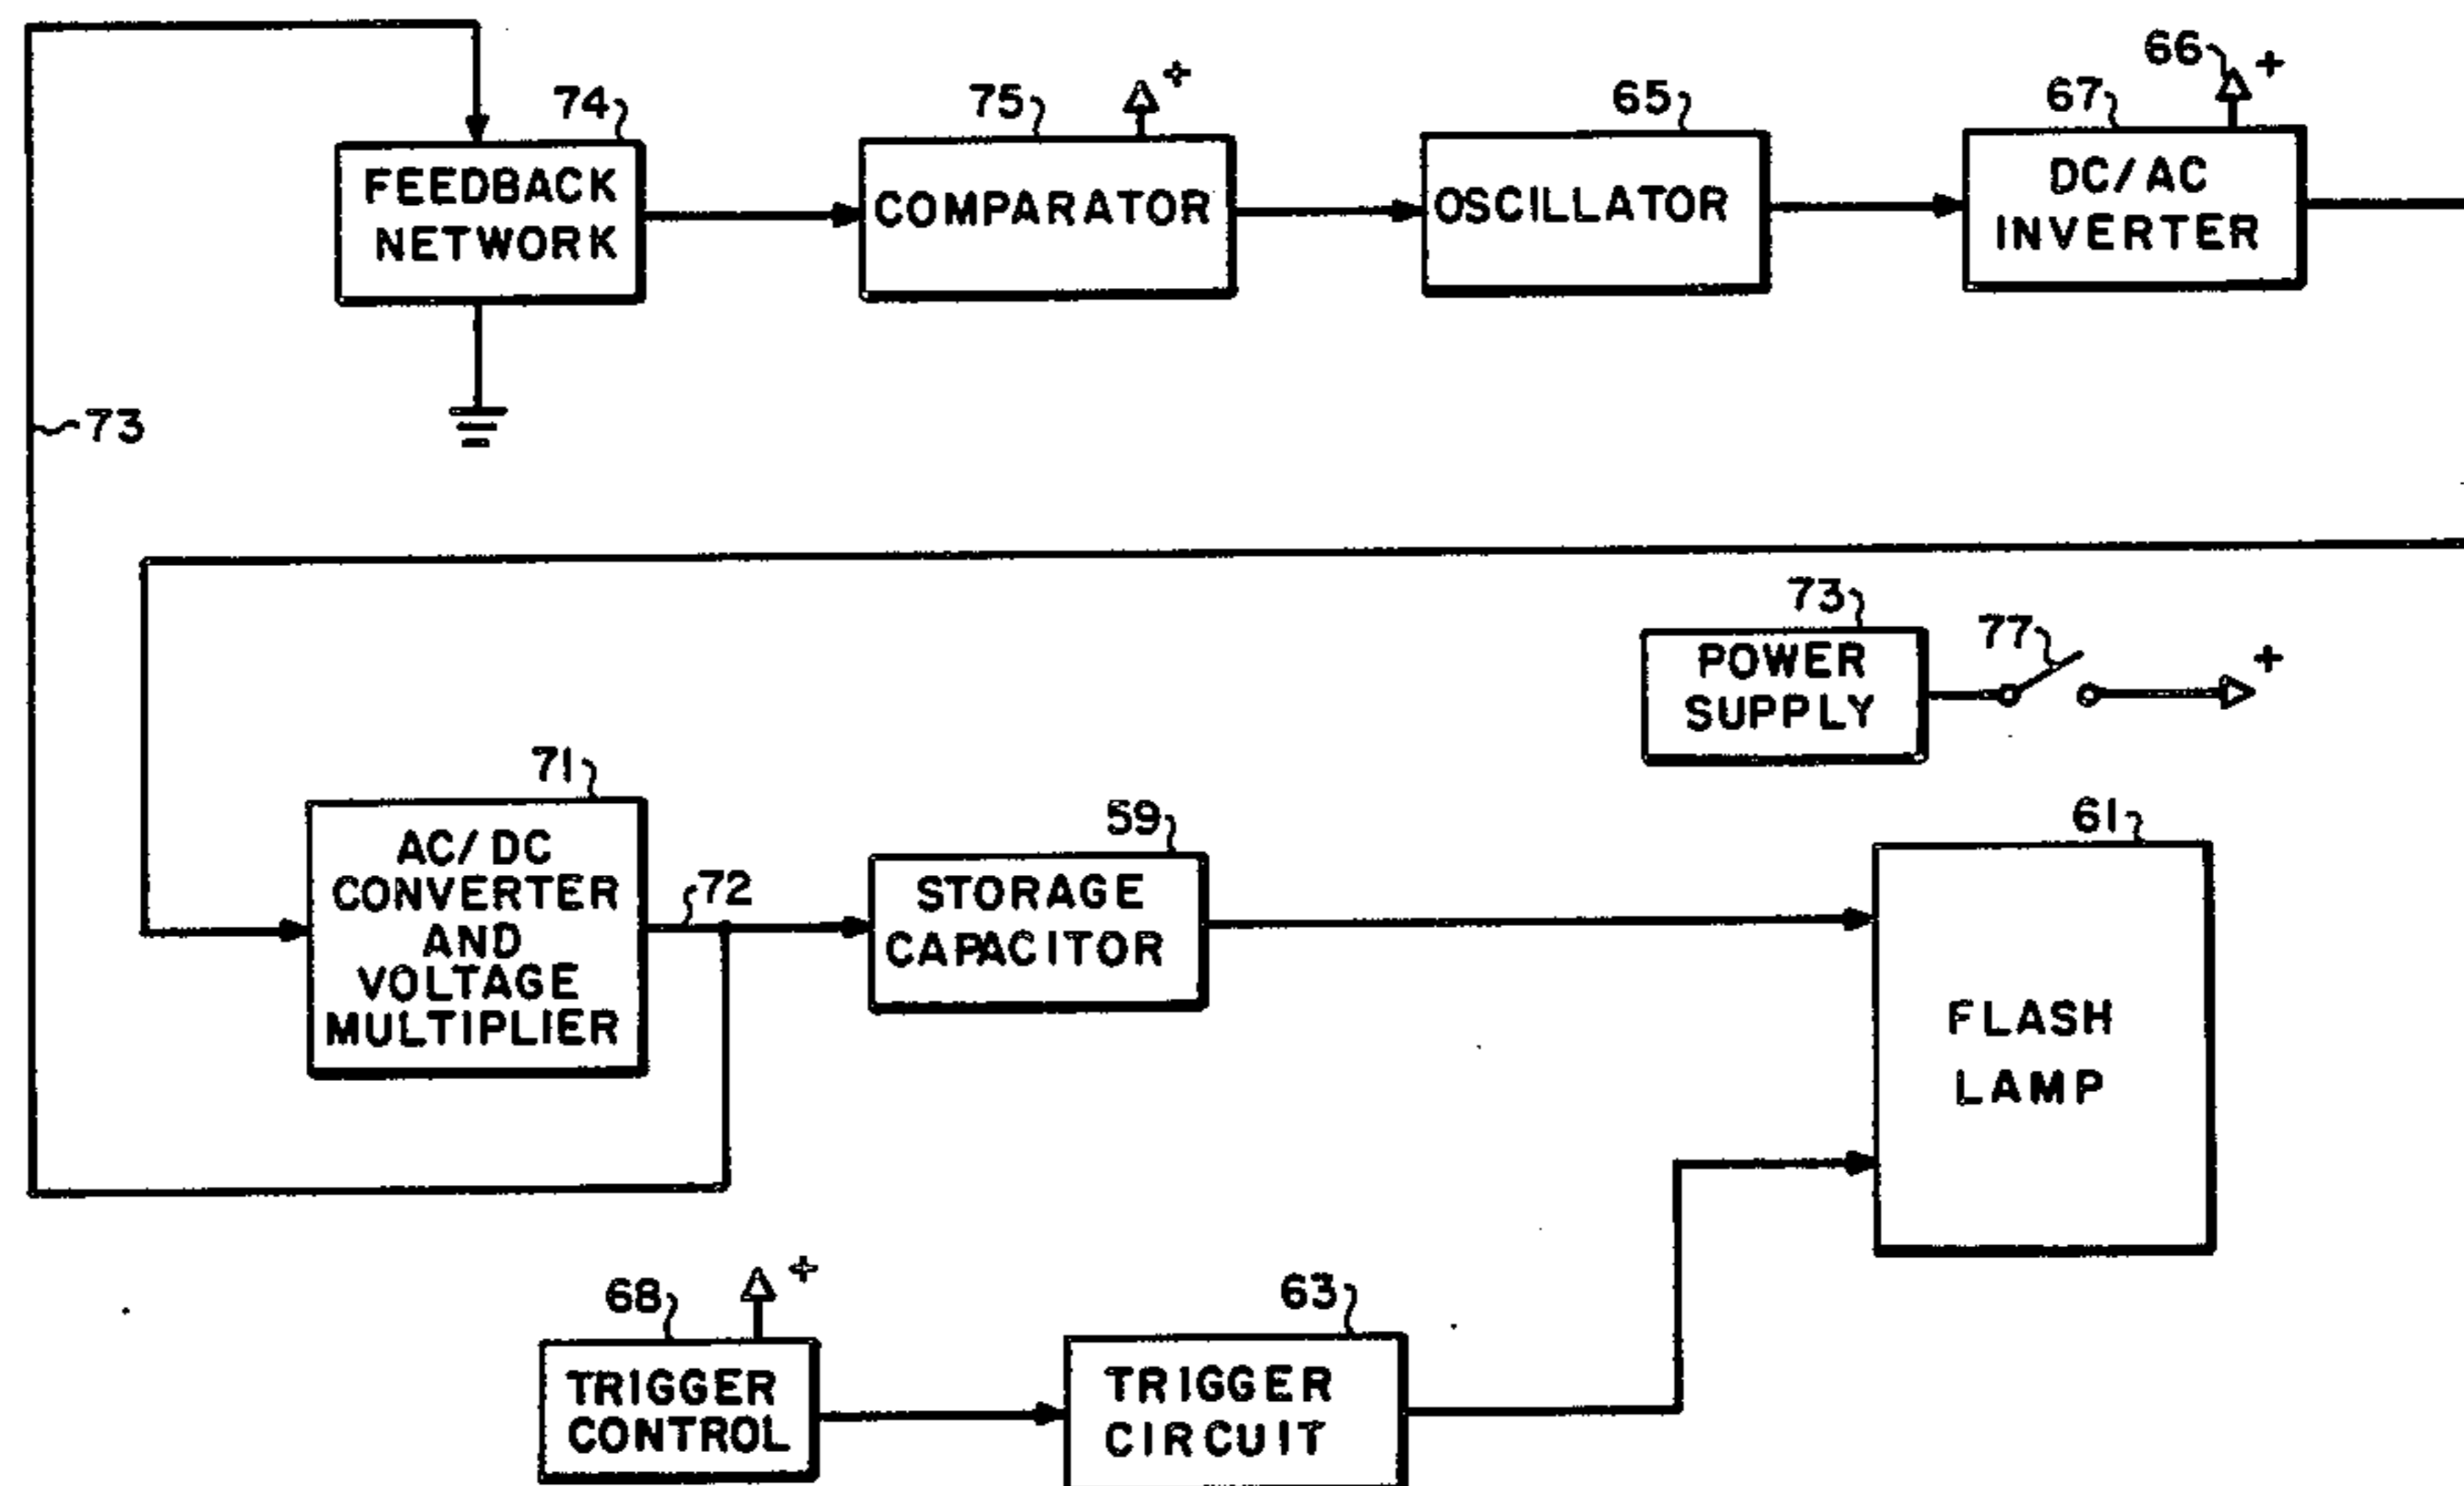 74
FEEDBACK
NETWORK
75
+
COMPARATOR
65
OSCILLATOR
66
+
67
DC/AC
INVERTER
73
73
POWER
SUPPLY
77
+
71
AC/DC
CONVERTER
AND
VOLTAGE
MULTIPLIER
72
59
STORAGE
CAPACITOR
61
FLASH
LAMP
68
+
TRIGGER
CONTROL
63
TRIGGER
CIRCUIT